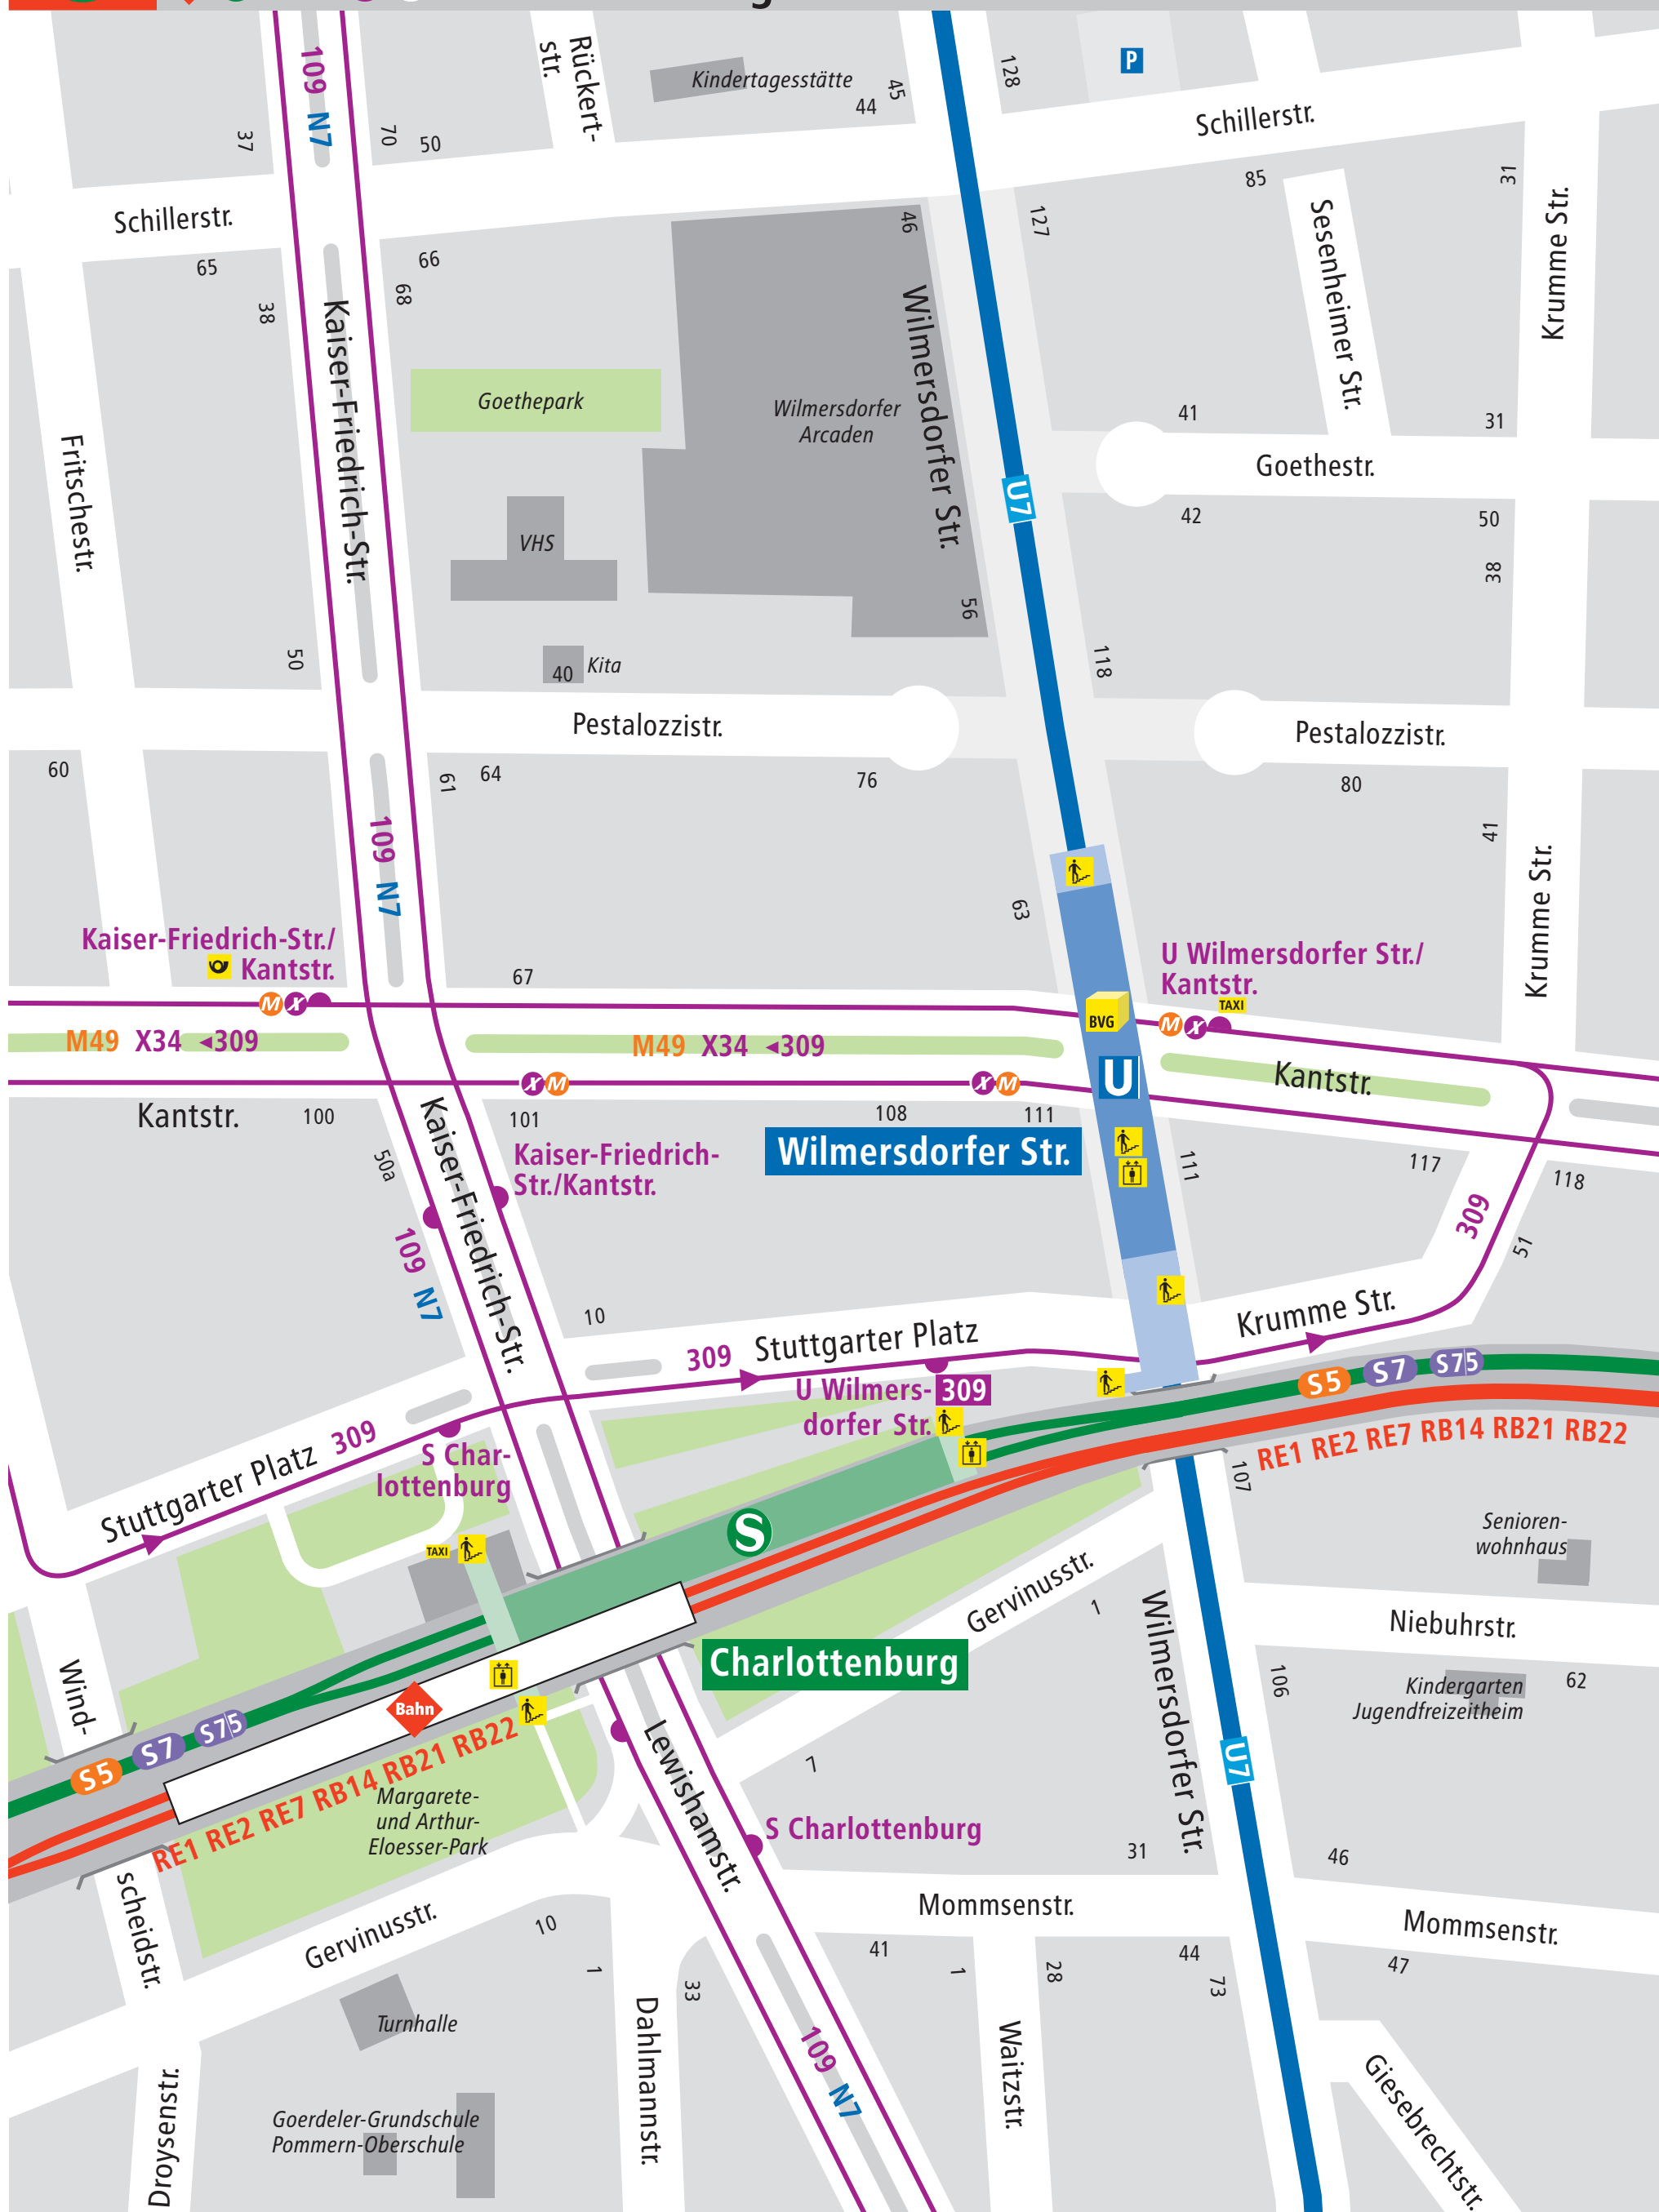 109 N7
Rückert-
str.
Kindertagesstätte
44
45
128
P
Schillerstr.
37
70
50
85
31
Krumme Str.
Schillerstr.
65
66
68
38
46
127
Sesenheimer Str.
Kaiser-Friedrich-Str.
Wilmersdorfer Str.
Goethepark
Wilmersdorfer
Arcaden
41
31
Goethestr.
Fritschestr.
U7
42
50
38
VHS
56
50
40
Kita
118
Pestalozzistr.
Pestalozzistr.
60
61
64
76
80
41
109 N7
Krumme Str.
63
Kaiser-Friedrich-Str./
Kantstr.
67
U Wilmersdorfer Str./
Kantstr.
TAXI
M X
BVG
M X
M49 X34 ◂309
M49 X34 ◂309
U
Kantstr.
X M
X M
Kantstr.
100
101
108
111
Wilmersdorfer Str.
Kaiser-Friedrich-
Str./Kantstr.
50a
Kaiser-Friedrich-Str.
109 N7
111
117
118
309
51
10
309
Stuttgarter Platz
Krumme Str.
U Wilmers-
dorfer Str.
309
S5 S7 S75
RE1 RE2 RE7 RB14 RB21 RB22
Stuttgarter Platz
309
S Char-
lottenburg
107
S
TAXI
Senioren-
wohnhaus
Gervinusstr.
1
Wilmersdorfer Str.
Niebuhrstr.
Charlottenburg
106
62
Kindergarten
Jugendfreizeitheim
Wind-
scheidstr.
Bahn
S5 S7 S75
RE1 RE2 RE7 RB14 RB21 RB22
Lewishamstr.
7
U7
Margarete-
und Arthur-
Eloesser-Park
S Charlottenburg
31
46
Mommsenstr.
Mommsenstr.
Gervinusstr.
10
1
33
41
1
28
44
73
47
Turnhalle
Dahlmannstr.
109 N7
Waitzstr.
Giesebrechtstr.
Droysenstr.
Goerdeler-Grundschule
Pommern-Oberschule